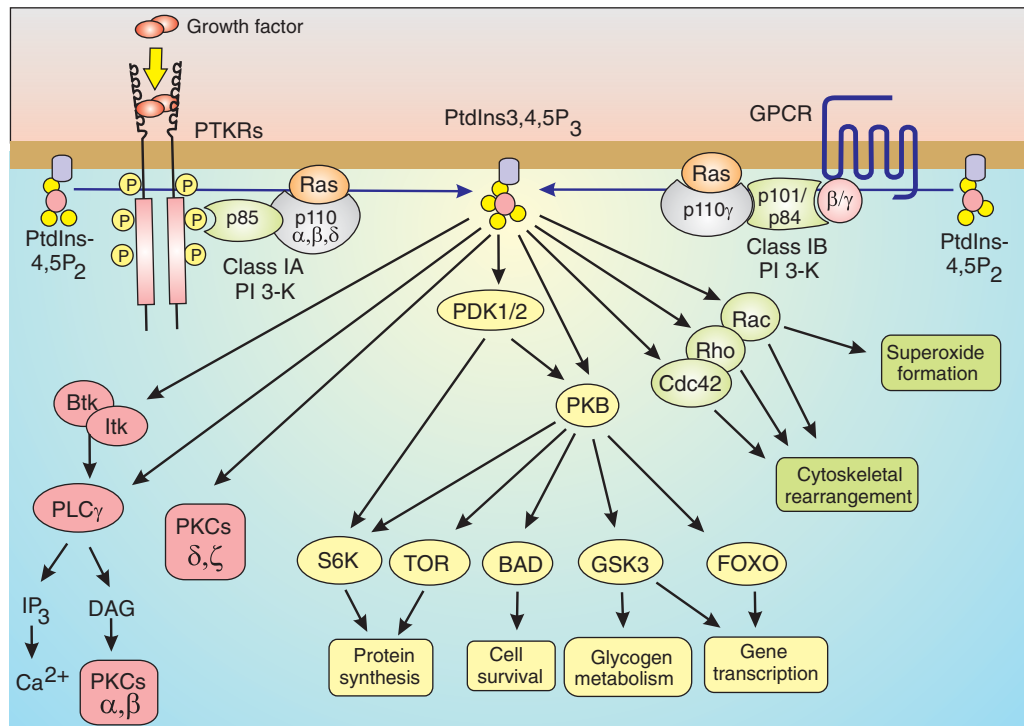 Growth factor
PTKRs
PtdIns3,4,5P3
GPCR
P
P
P
P
P
P
PtdIns-
4,5P2
p85
Ras
p110
α,β,δ
Class IA
PI 3-K
Ras
p110γ
p101/
p84
β/γ
Class IB
PI 3-K
PtdIns-
4,5P2
PDK1/2
Rac
Rho
Cdc42
Superoxide
formation
Btk
Itk
PKB
Cytoskeletal
rearrangement
PLCγ
PKCs
δ,ζ
S6K
TOR
BAD
GSK3
FOXO
IP3
DAG
Ca2+
PKCs
α,β
Protein
synthesis
Cell
survival
Glycogen
metabolism
Gene
transcription